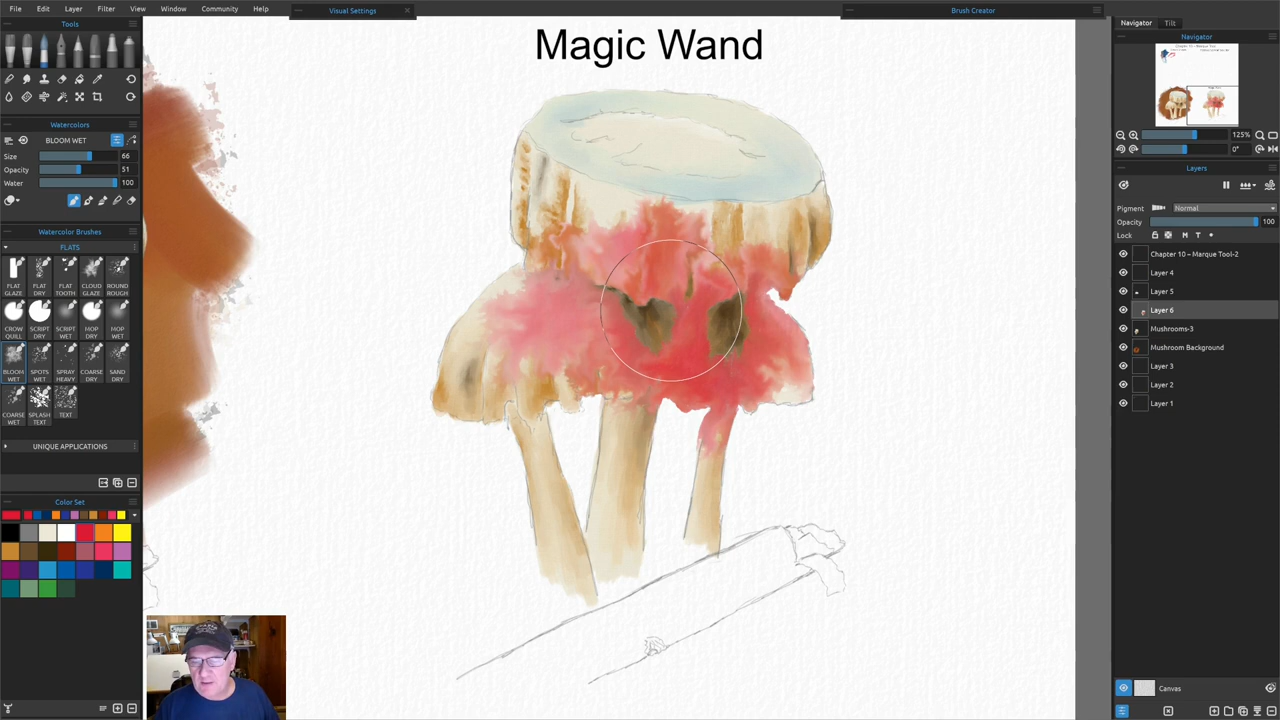 File Edit Layer Filter View Window Community Help
Visual Settings
Brush Creator
Magic Wand
Tools
Watercolors
BLOOM WET
Size 66
Opacity 51
Water 100
Watercolor Brushes
FLATS
FLAT GLAZE
FLAT DRY
FLAT TOOTH
CLOUD GLAZE
ROUND ROUGH
CROW QUILL
SCRIPT DRY
SCRIPT WET
MOP DRY
MOP WET
BLOOM WET
SPOTS WET
SPRAY HEAVY
COARSE DRY
SAND DRY
COARSE WET
SPLASH TEXT
TEXT
UNIQUE APPLICATIONS
Color Set
Navigator Tilt
Navigator
125%
0°
Layers
Pigment Normal
Opacity 100
Lock
Chapter 10 – Marque Tool-2
Layer 4
Layer 5
Layer 6
Mushrooms-3
Mushroom Background
Layer 3
Layer 2
Layer 1
Canvas